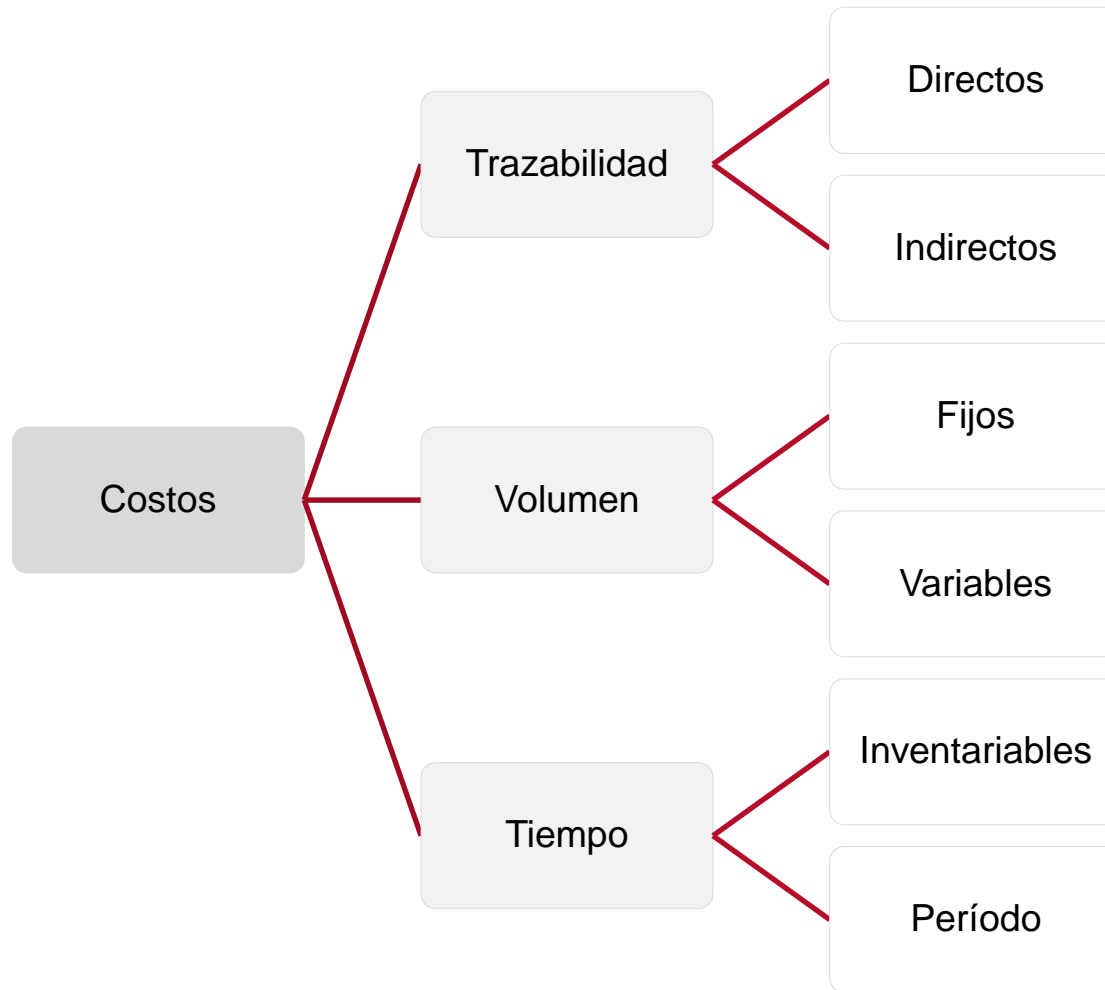 Costos
Trazabilidad
Directos
Indirectos
Volumen
Fijos
Variables
Tiempo
Inventariables
Período